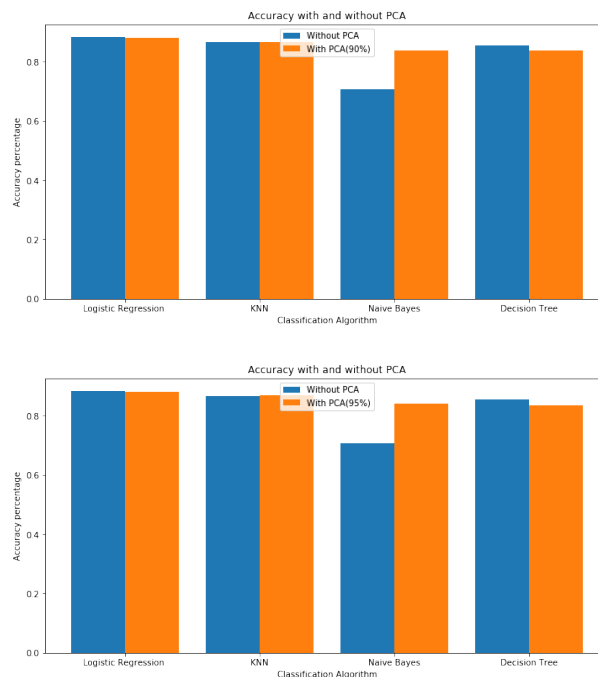 Accuracy with and without PCA
Without PCA
With PCA(90%)
Accuracy percentage
0.8
0.6
0.4
0.2
0.0
Logistic Regression KNN Naive Bayes Decision Tree
Classification Algorithm
Accuracy with and without PCA
Without PCA
With PCA(95%)
Accuracy percentage
0.8
0.6
0.4
0.2
0.0
Logistic Regression KNN Naive Bayes Decision Tree
Classification Algorithm